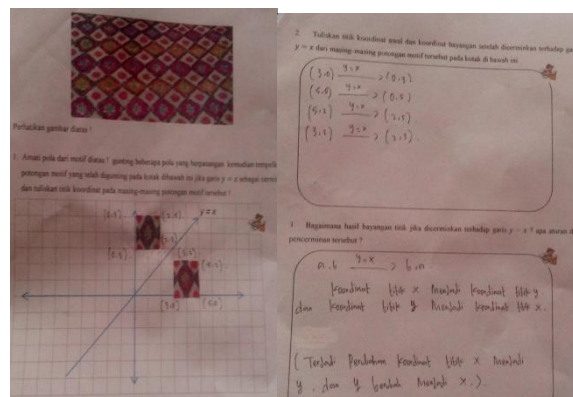 Perhatikan gambar diatas !
1. Amati pola dari motif diatas ! gunting beberapa pola yang berpasangan kemudian tempelk
potongan motif yang telah digunting pada kotak dibawah ini jika garis y = x sebagai cermin
dan tuliskan titik koordinat pada masing-masing potongan motif tersebut !
y=x
2 Tuliskan titik koordinat awal dan koordinat bayangan setelah dicerminkan terhadap ga
y = x dari masing-masing potongan motif tersebut pada kotak di bawah ini
(3,0) y=x > (0,3)
(5,0) y=x > (0,5)
(5,2) y=x > (2,5).
(3,2) y=x > (2,3).
3 Bagaimana hasil bayangan titik jika dicerminkan terhadap garis y = x ? apa aturan d
pencerminan tersebut ?
a.b y=x > b.a
koordinat titik x menjadi koordinat titik y
dan koordinat titik y menjadi koordinat titik x.
( Terjadi Perubahan koordinat titik x menjadi
y, dan y berubah menjadi x.).